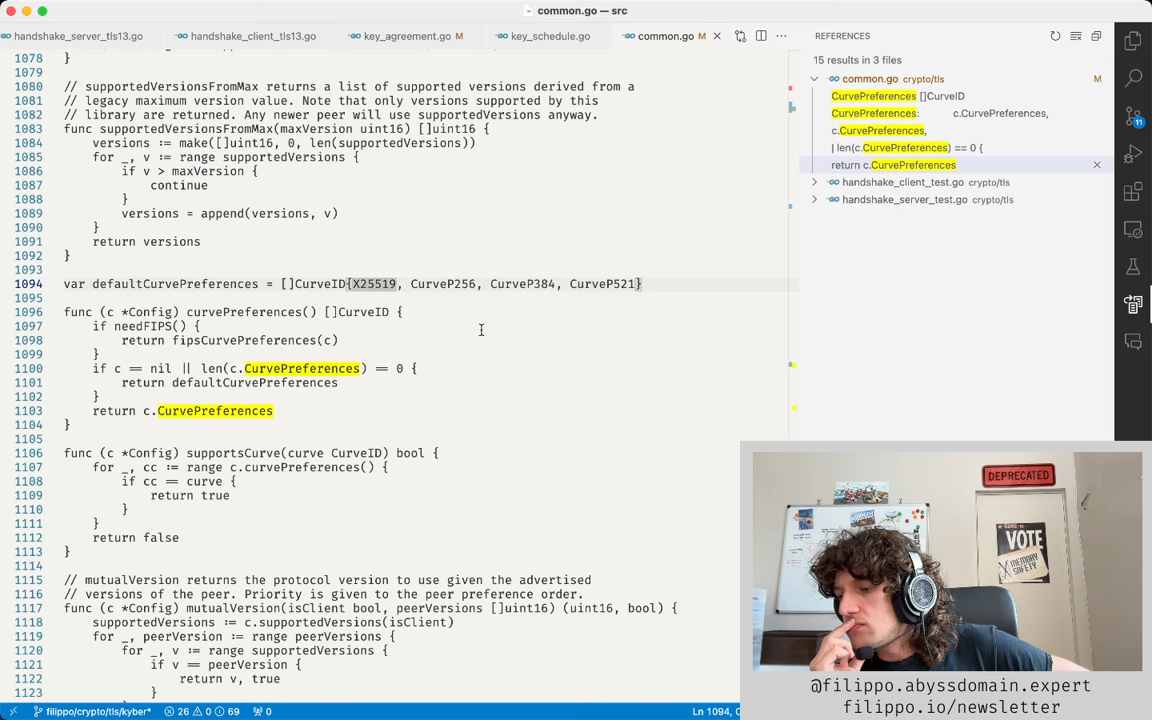 common.go — src
handshake_server_tls13.go
handshake_client_tls13.go
key_agreement.go M
key_schedule.go
common.go M
1078 }
1079
1080 // supportedVersionsFromMax returns a list of supported versions derived from a
1081 // legacy maximum version value. Note that only versions supported by this
1082 // library are returned. Any newer peer will use supportedVersions anyway.
1083 func supportedVersionsFromMax(maxVersion uint16) []uint16 {
1084 versions := make([]uint16, 0, len(supportedVersions))
1085 for _, v := range supportedVersions {
1086 if v > maxVersion {
1087 continue
1088 }
1089 versions = append(versions, v)
1090 }
1091 return versions
1092 }
1093
1094 var defaultCurvePreferences = []CurveID{X25519, CurveP256, CurveP384, CurveP521}
1095
1096 func (c *Config) curvePreferences() []CurveID {
1097 if needFIPS() {
1098 return fipsCurvePreferences(c)
1099 }
1100 if c == nil || len(c.CurvePreferences) == 0 {
1101 return defaultCurvePreferences
1102 }
1103 return c.CurvePreferences
1104 }
1105
1106 func (c *Config) supportsCurve(curve CurveID) bool {
1107 for _, cc := range c.curvePreferences() {
1108 if cc == curve {
1109 return true
1110 }
1111 }
1112 return false
1113 }
1114
1115 // mutualVersion returns the protocol version to use given the advertised
1116 // versions of the peer. Priority is given to the peer preference order.
1117 func (c *Config) mutualVersion(isClient bool, peerVersions []uint16) (uint16, bool) {
1118 supportedVersions := c.supportedVersions(isClient)
1119 for _, peerVersion := range peerVersions {
1120 for _, v := range supportedVersions {
1121 if v == peerVersion {
1122 return v, true
1123 }
REFERENCES
15 results in 3 files
common.go crypto/tls M
CurvePreferences []CurveID
CurvePreferences: c.CurvePreferences,
c.CurvePreferences,
|| len(c.CurvePreferences) == 0 {
return c.CurvePreferences
handshake_client_test.go crypto/tls
handshake_server_test.go crypto/tls
11
DEPRECATED
VOTE
MEMORY
SAFETY
@filippo.abyssdomain.expert
filippo.io/newsletter
filippo/crypto/tls/kyber* 26 0 69 0
Ln 1094, C